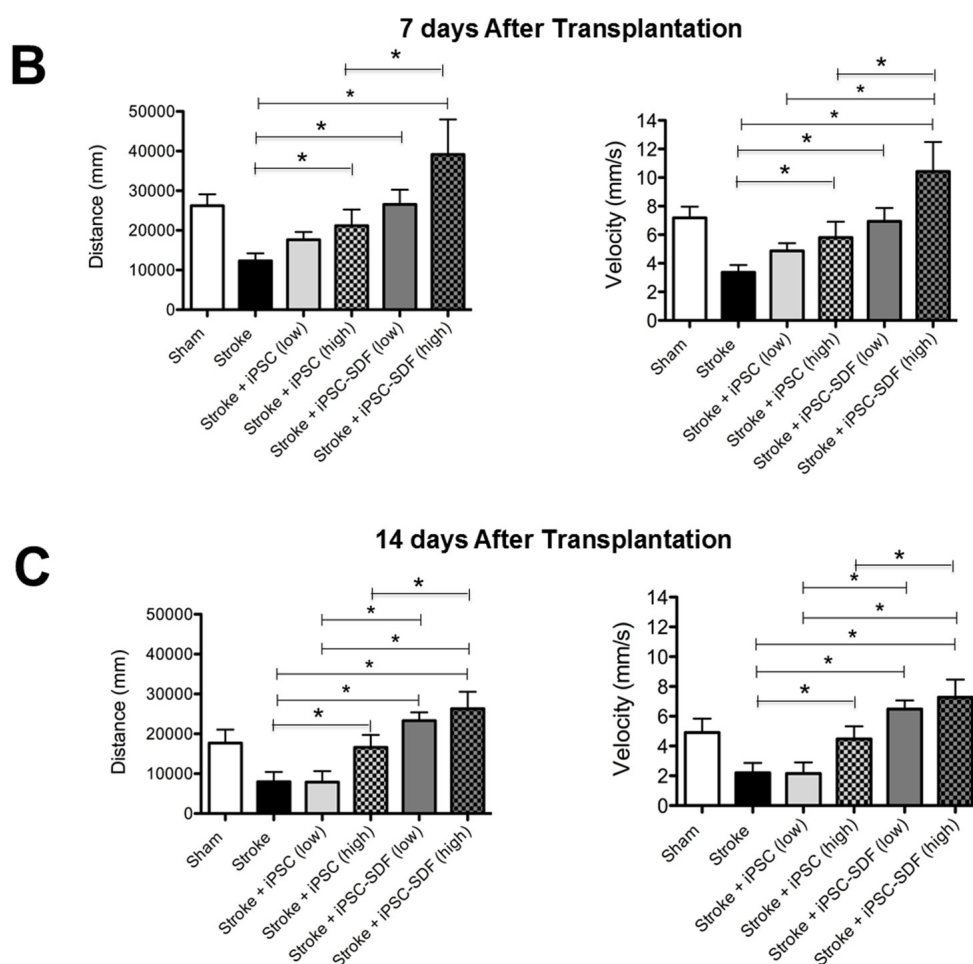 B
7 days After Transplantation
*
*
*
*
Distance (mm)
50000
40000
30000
20000
10000
0
Sham
Stroke
Stroke + iPSC (low)
Stroke + iPSC (high)
Stroke + iPSC-SDF (low)
Stroke + iPSC-SDF (high)
*
*
*
*
*
Velocity (mm/s)
14
12
10
8
6
4
2
0
Sham
Stroke
Stroke + iPSC (low)
Stroke + iPSC (high)
Stroke + iPSC-SDF (low)
Stroke + iPSC-SDF (high)
C
14 days After Transplantation
*
*
*
*
*
*
Distance (mm)
50000
40000
30000
20000
10000
0
Sham
Stroke
Stroke + iPSC (low)
Stroke + iPSC (high)
Stroke + iPSC-SDF (low)
Stroke + iPSC-SDF (high)
*
*
*
*
*
*
Velocity (mm/s)
14
12
10
8
6
4
2
0
Sham
Stroke
Stroke + iPSC (low)
Stroke + iPSC (high)
Stroke + iPSC-SDF (low)
Stroke + iPSC-SDF (high)